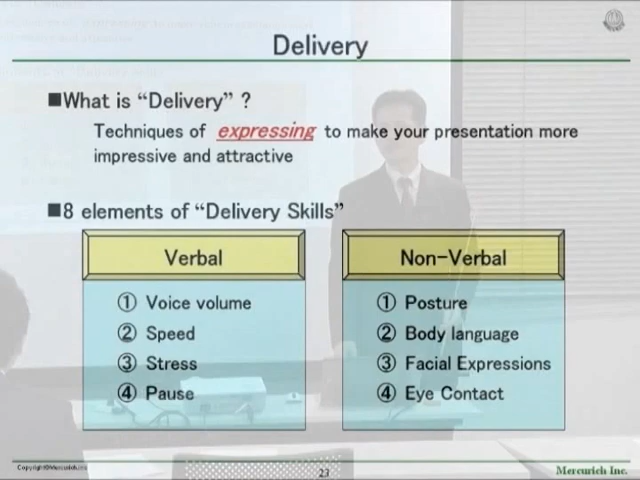 Delivery
■What is “Delivery” ?
Techniques of expressing to make your presentation more
impressive and attractive
■8 elements of “Delivery Skills”
Verbal
① Voice volume
② Speed
③ Stress
④ Pause
Non-Verbal
① Posture
② Body language
③ Facial Expressions
④ Eye Contact
23
Mercurich Inc.